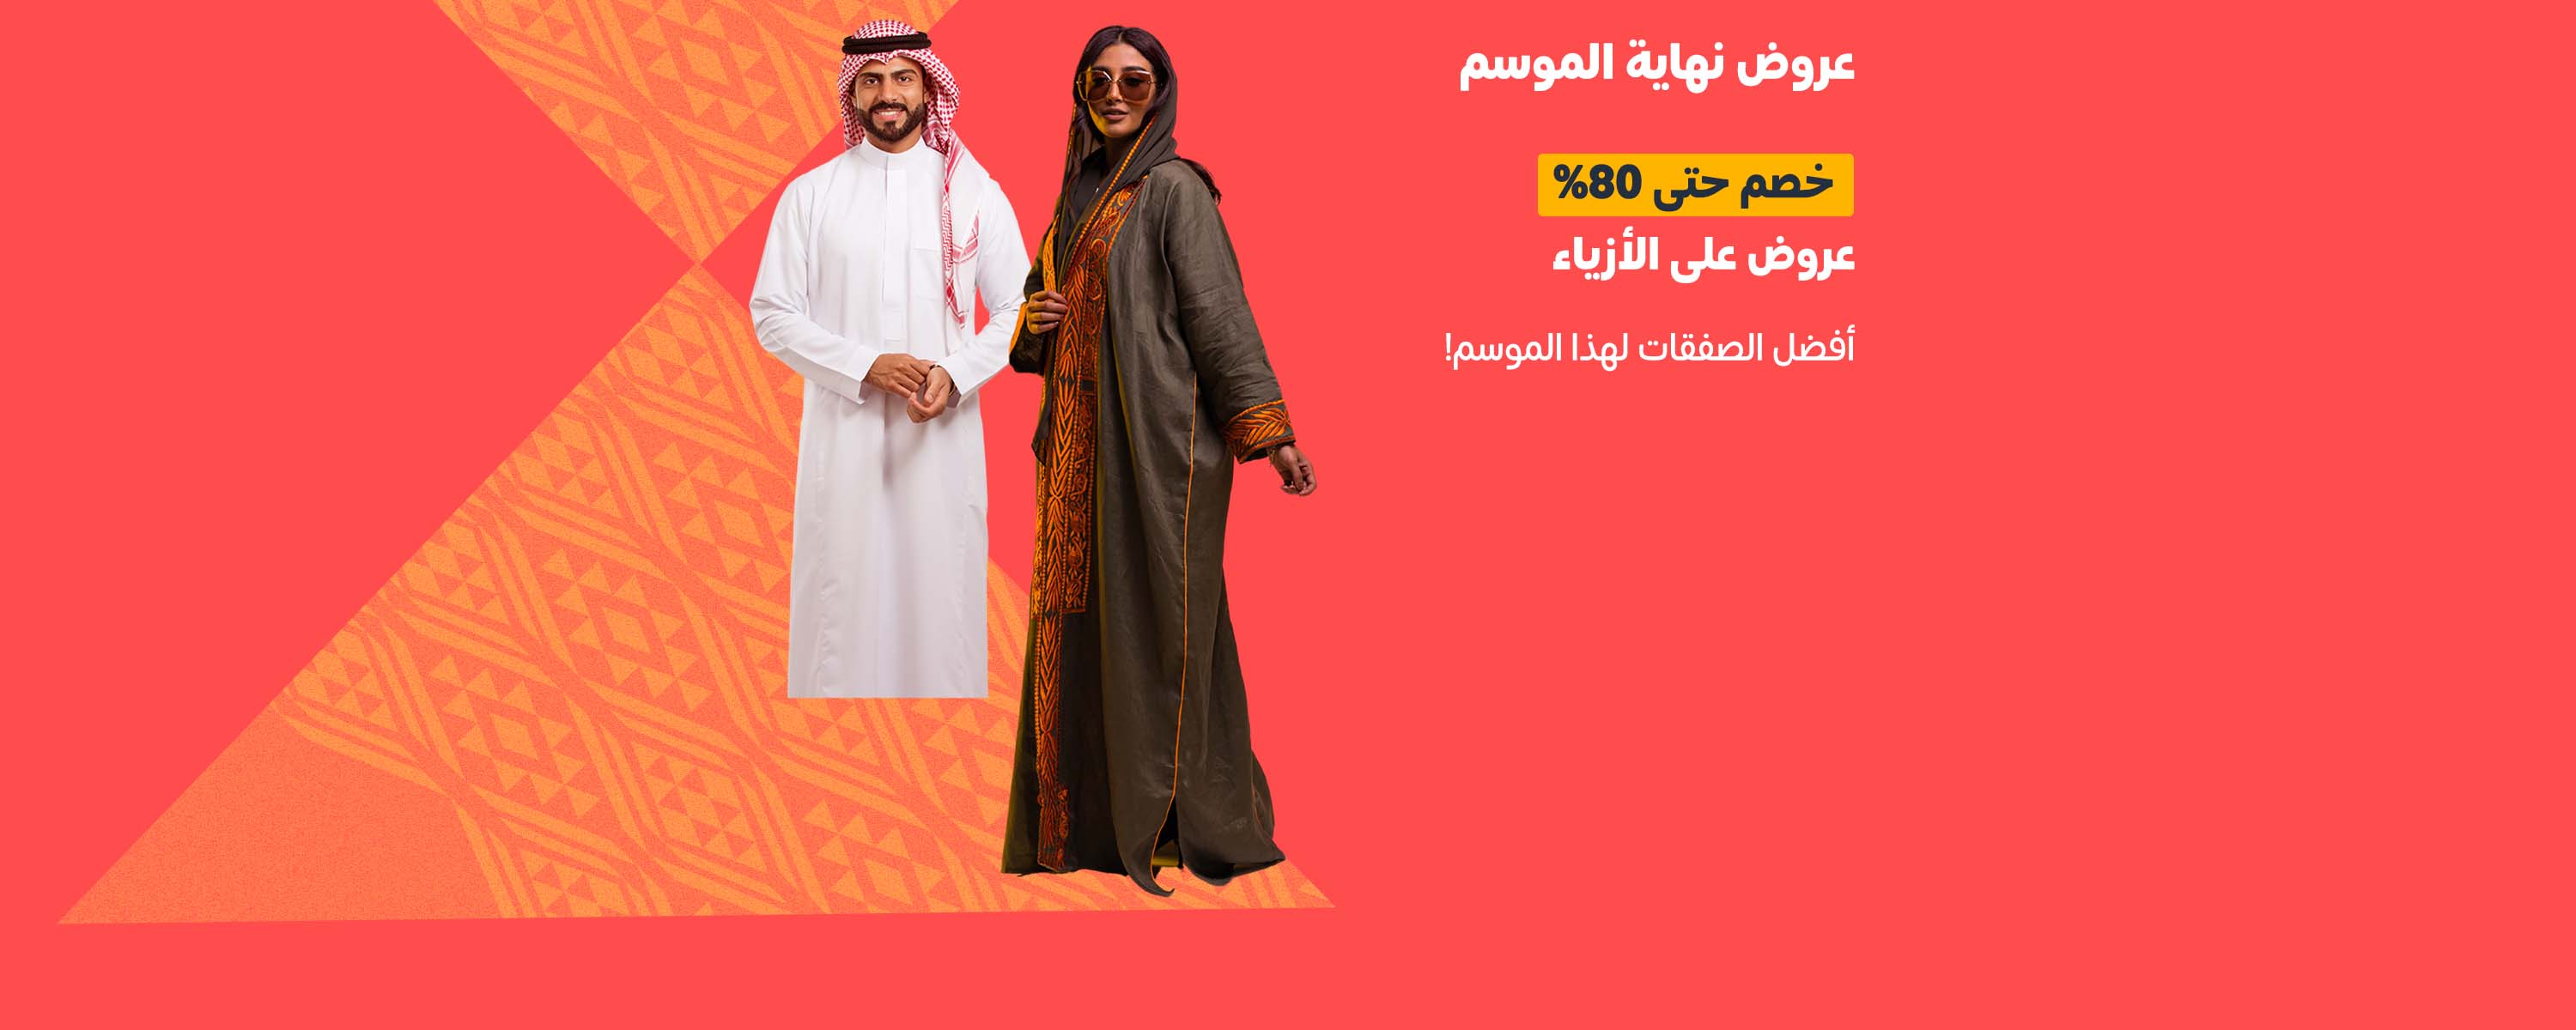 عروض نهاية الموسم
خصم حتى 80%
عروض على الأزياء
أفضل الصفقات لهذا الموسم!